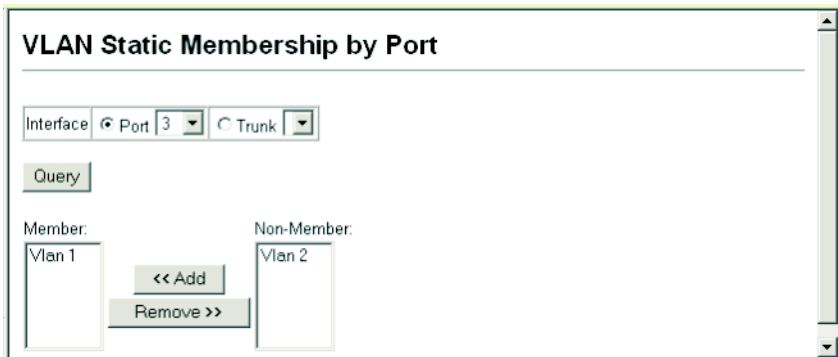 VLAN Static Membership by Port
Interface Port 3 Trunk
Query
Member: Non-Member:
Vlan 1 Vlan 2
<< Add
Remove >>